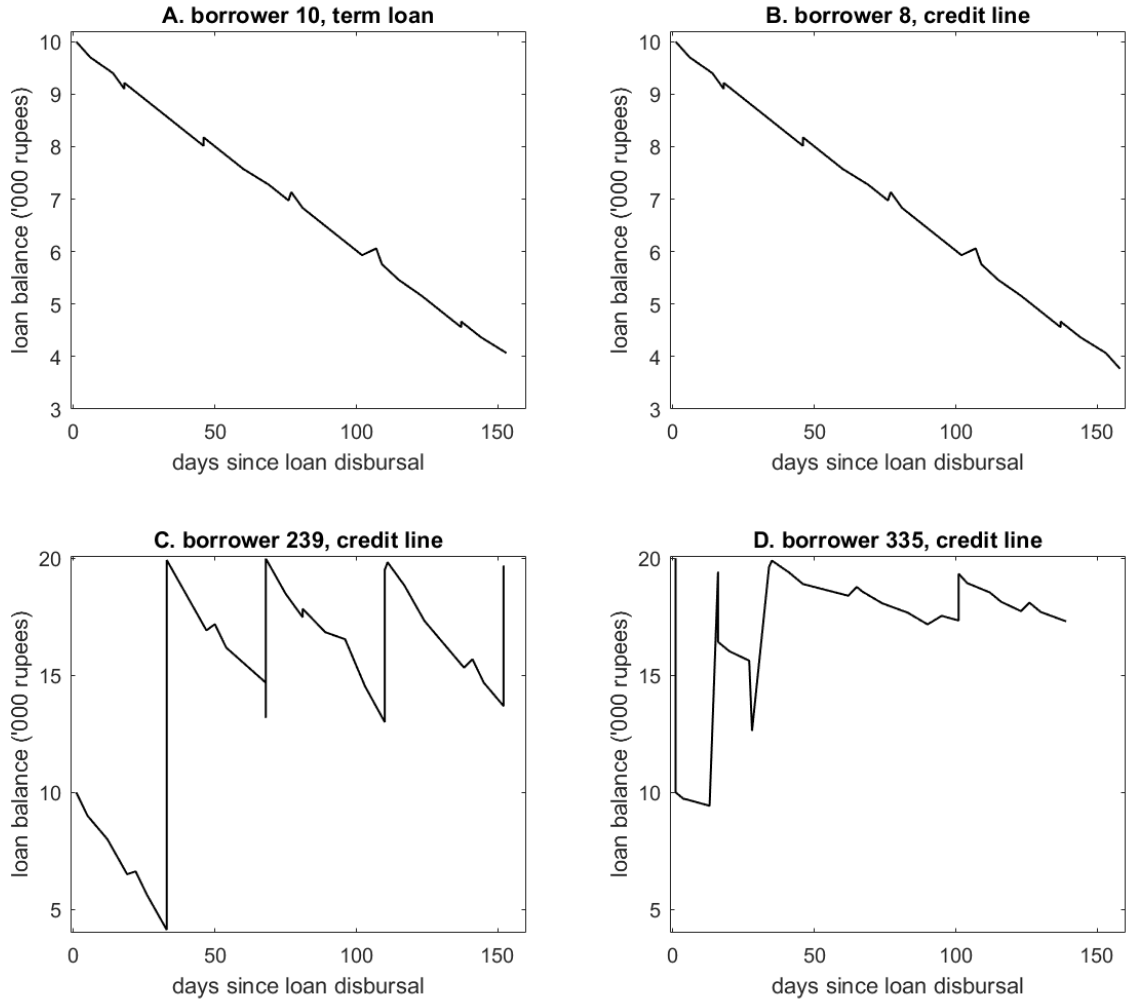 A. borrower 10, term loan
10
9
8
7
6
5
4
3
loan balance ('000 rupees)
0 50 100 150
days since loan disbursal
B. borrower 8, credit line
10
9
8
7
6
5
4
3
loan balance ('000 rupees)
0 50 100 150
days since loan disbursal
C. borrower 239, credit line
20
15
10
5
loan balance ('000 rupees)
0 50 100 150
days since loan disbursal
D. borrower 335, credit line
20
15
10
5
loan balance ('000 rupees)
0 50 100 150
days since loan disbursal